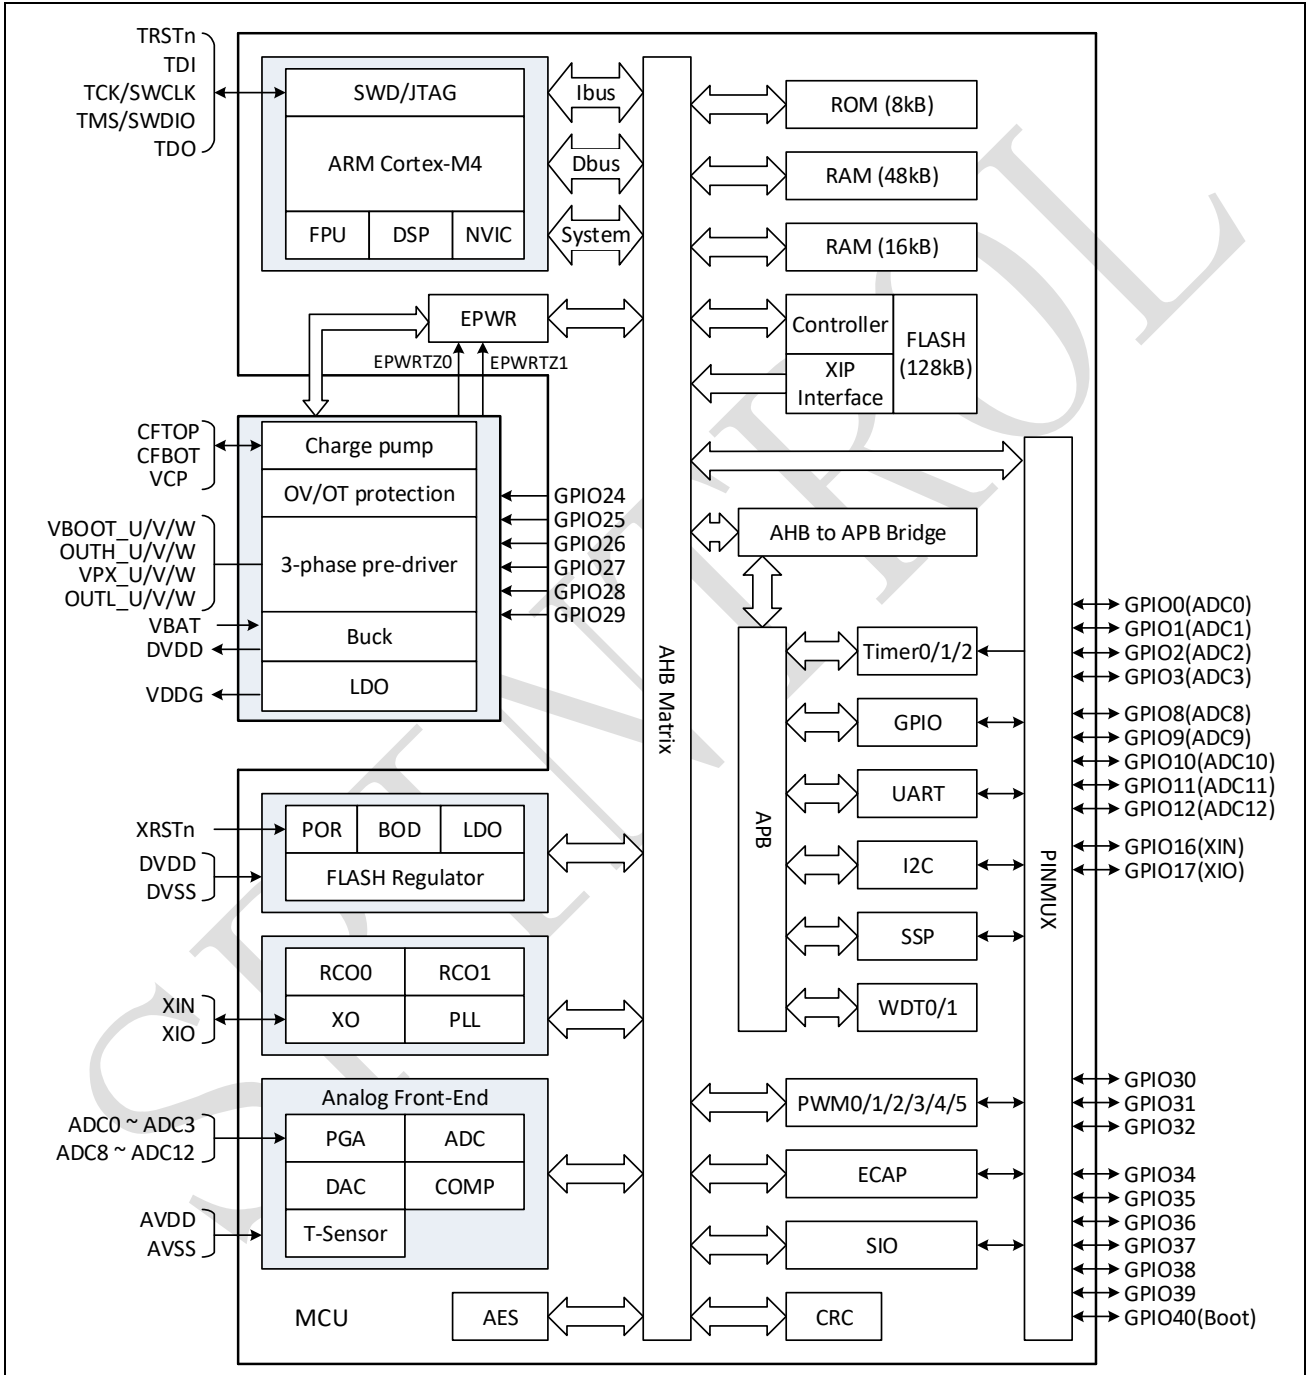 TRSTn
TDI
TCK/SWCLK
TMS/SWDIO
TDO
SWD/JTAG
ARM Cortex-M4
FPU
DSP
NVIC
Ibus
Dbus
System
ROM (8kB)
RAM (48kB)
RAM (16kB)
Controller
XIP
Interface
FLASH
(128kB)
EPWR
EPWRTZ0
EPWRTZ1
CFTOP
CFBOT
VCP
VBOOT_U/V/W
OUTH_U/V/W
VPX_U/V/W
OUTL_U/V/W
VBAT
DVDD
VDDG
Charge pump
OV/OT protection
3-phase pre-driver
Buck
LDO
GPIO24
GPIO25
GPIO26
GPIO27
GPIO28
GPIO29
AHB Matrix
AHB to APB Bridge
APB
Timer0/1/2
GPIO
UART
I2C
SSP
WDT0/1
PINMUX
GPIO0(ADC0)
GPIO1(ADC1)
GPIO2(ADC2)
GPIO3(ADC3)
GPIO8(ADC8)
GPIO9(ADC9)
GPIO10(ADC10)
GPIO11(ADC11)
GPIO12(ADC12)
GPIO16(XIN)
GPIO17(XIO)
XRSTn
DVDD
DVSS
POR
BOD
LDO
FLASH Regulator
XIN
XIO
RCO0
RCO1
XO
PLL
ADC0 ~ ADC3
ADC8 ~ ADC12
AVDD
AVSS
Analog Front-End
PGA
ADC
DAC
COMP
T-Sensor
PWM0/1/2/3/4/5
ECAP
SIO
GPIO30
GPIO31
GPIO32
GPIO34
GPIO35
GPIO36
GPIO37
GPIO38
GPIO39
GPIO40(Boot)
MCU
AES
CRC
SPINTROL